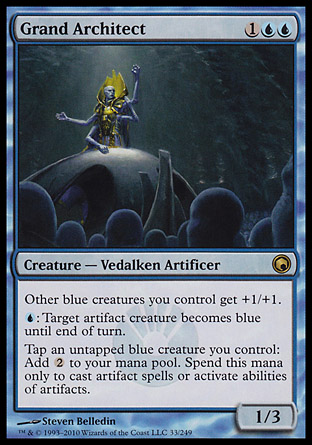 Grand Architect 1
Creature — Vedalken Artificer
Other blue creatures you control get +1/+1.
: Target artifact creature becomes blue
until end of turn.
Tap an untapped blue creature you control:
Add 2 to your mana pool. Spend this mana
only to cast artifact spells or activate abilities
of artifacts.
Steven Belledin
™ & © 1993–2010 Wizards of the Coast LLC 33/249
1/3